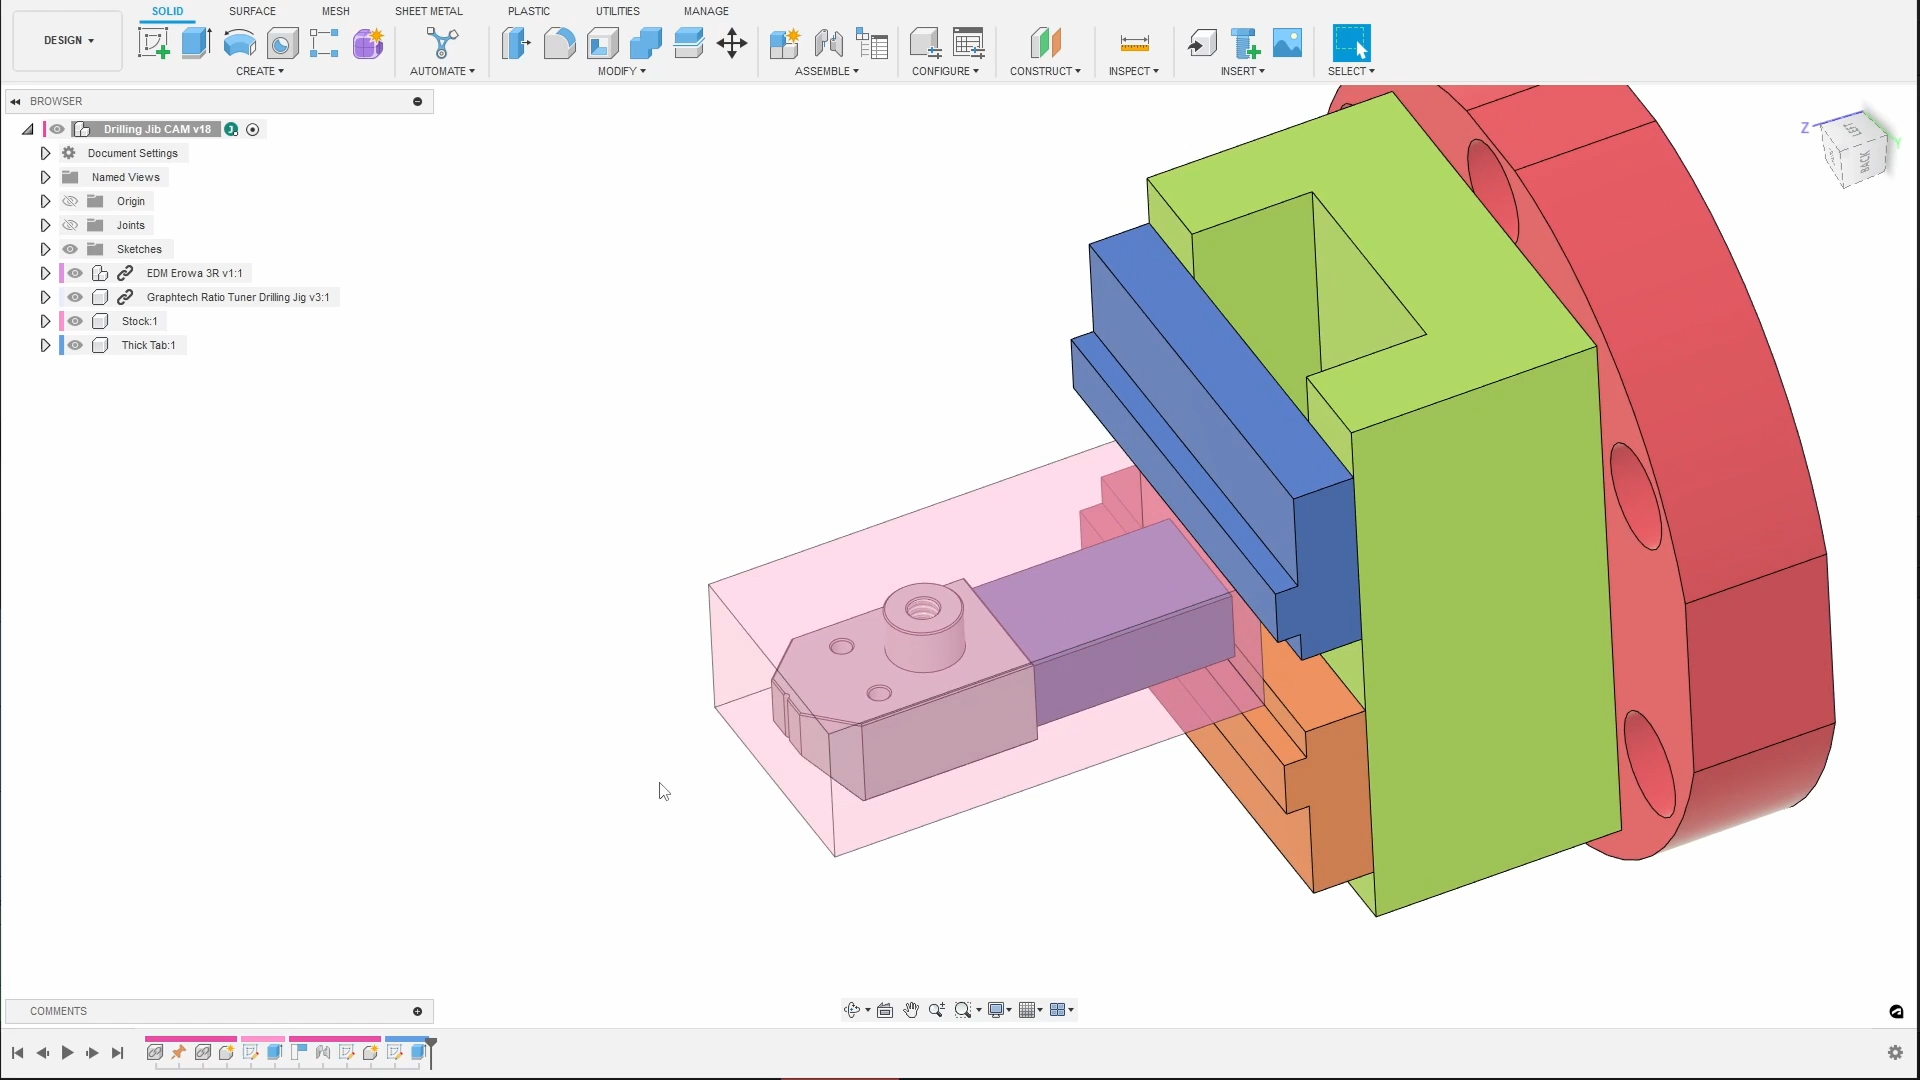 SOLID SURFACE MESH SHEET METAL PLASTIC UTILITIES MANAGE
DESIGN
CREATE AUTOMATE MODIFY ASSEMBLE CONFIGURE CONSTRUCT INSPECT INSERT SELECT
BROWSER
Drilling Jib CAM v18
Document Settings
Named Views
Origin
Joints
Sketches
EDM Erowa 3R v1:1
Graphtech Ratio Tuner Drilling Jig v3:1
Stock:1
Thick Tab:1
Z
LEFT
BACK
COMMENTS